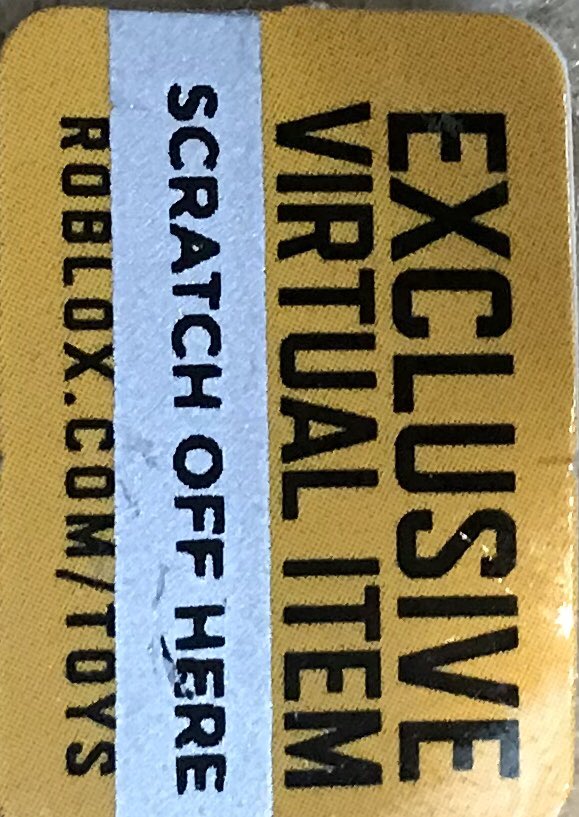 EXCLUSIVE
VIRTUAL ITEM
SCRATCH OFF HERE
ROBLOX.COM/TOYS